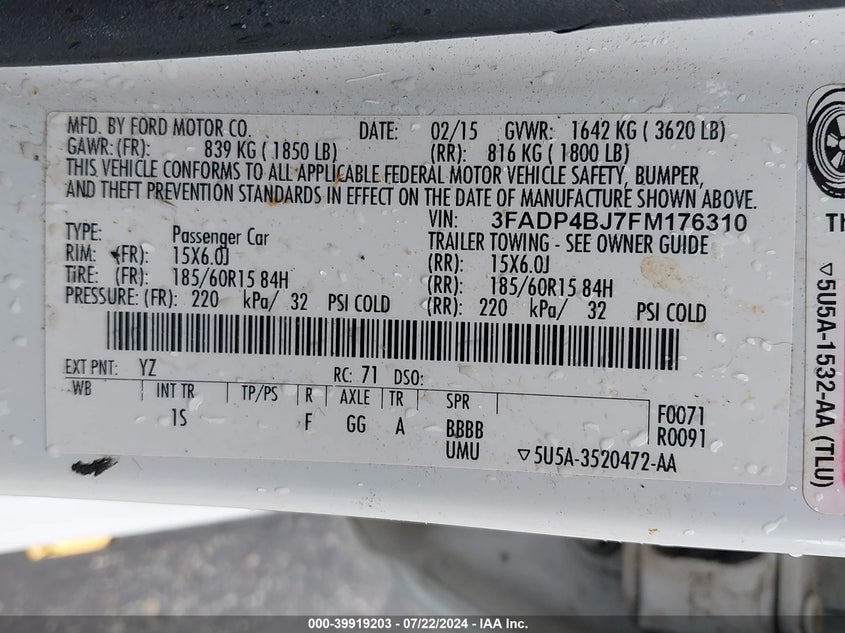 MFD. BY FORD MOTOR CO. DATE: 02/15 GVWR: 1642 KG ( 3620 LB)
GAWR: (FR): 839 KG ( 1850 LB) (RR): 816 KG ( 1800 LB)
THIS VEHICLE CONFORMS TO ALL APPLICABLE FEDERAL MOTOR VEHICLE SAFETY, BUMPER,
AND THEFT PREVENTION STANDARDS IN EFFECT ON THE DATE OF MANUFACTURE SHOWN ABOVE.
VIN: 3FADP4BJ7FM176310
TYPE: Passenger Car TRAILER TOWING - SEE OWNER GUIDE
RIM: (FR): 15X6.0J (RR): 15X6.0J
TIRE: (FR): 185/60R15 84H (RR): 185/60R15 84H
PRESSURE: (FR): 220 kPa/ 32 PSI COLD (RR): 220 kPa/ 32 PSI COLD
EXT PNT: YZ RC: 71 DSO:
WB INT TR TP/PS R AXLE TR SPR F0071
1S F GG A BBBB R0091
UMU ▽5U5A-3520472-AA
Th
▽5U5A-1532-AA (TLU)
000-39919203 - 07/22/2024 - IAA Inc.